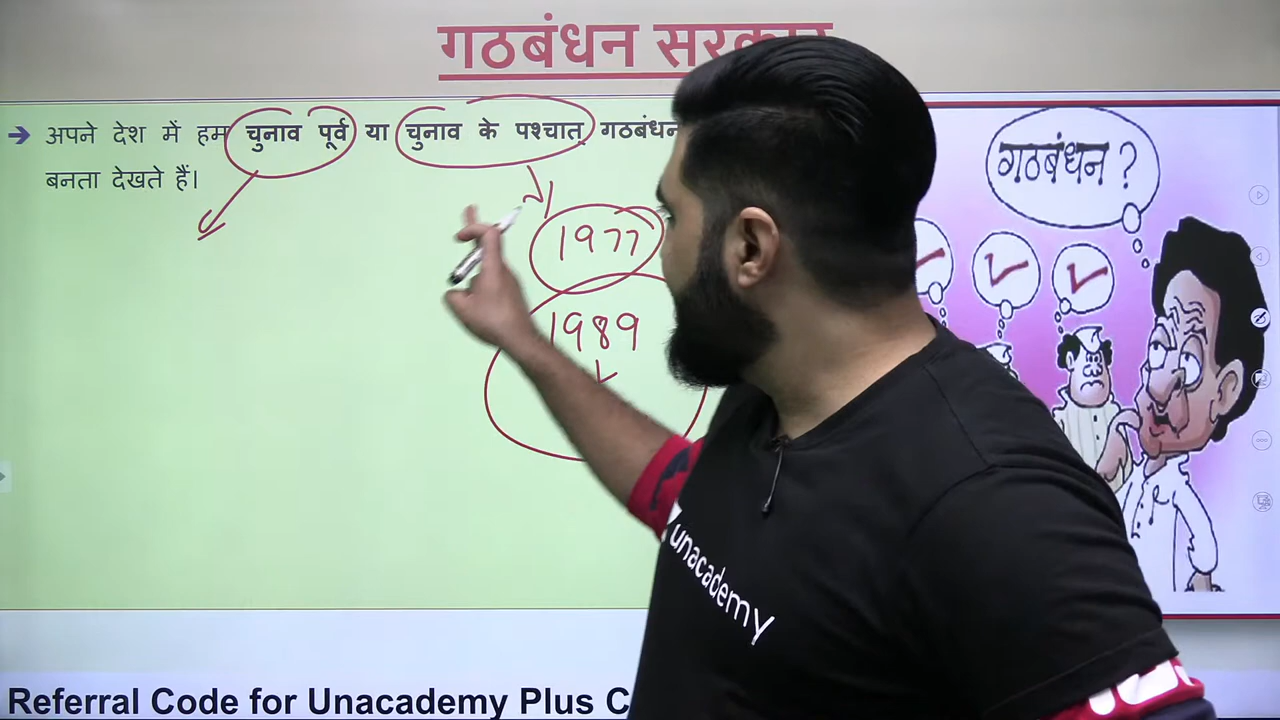 गठबंधन सरकार
➔ अपने देश में हम चुनाव पूर्व या चुनाव के पश्चात् गठबंधन
बनता देखते हैं।
1977
1989
गठबंधन ?
unacademy
Referral Code for Unacademy Plus C